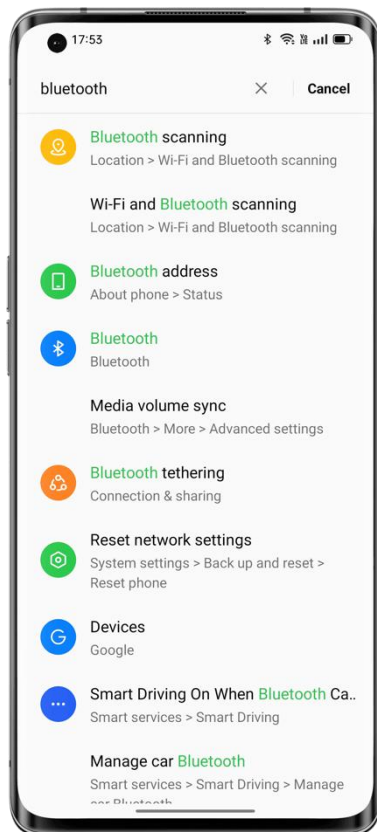 17:53
bluetooth
Cancel
Bluetooth scanning
Location > Wi-Fi and Bluetooth scanning
Wi-Fi and Bluetooth scanning
Location > Wi-Fi and Bluetooth scanning
Bluetooth address
About phone > Status
Bluetooth
Bluetooth
Media volume sync
Bluetooth > More > Advanced settings
Bluetooth tethering
Connection & sharing
Reset network settings
System settings > Back up and reset >
Reset phone
Devices
Google
Smart Driving On When Bluetooth Ca..
Smart services > Smart Driving
Manage car Bluetooth
Smart services > Smart Driving > Manage
car Bluetooth